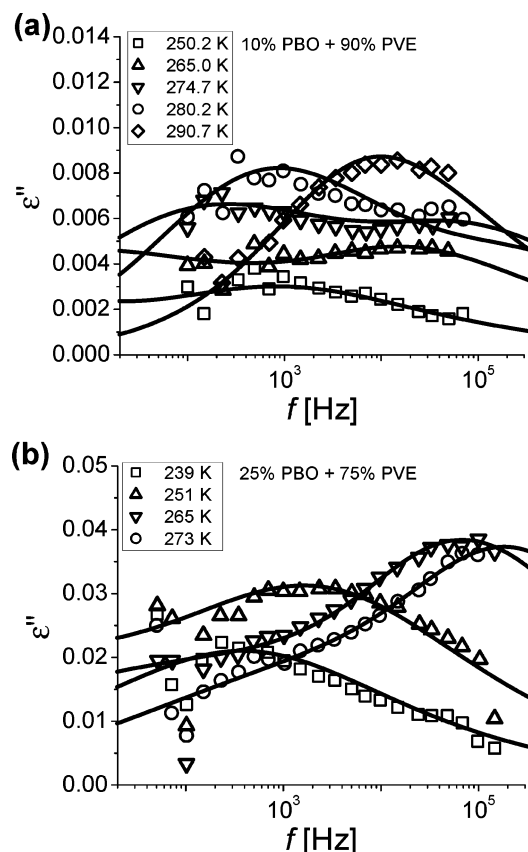 (a)
0.014
0.012
0.010
0.008
0.006
0.004
0.002
0.000
ε"
250.2 K
265.0 K
274.7 K
280.2 K
290.7 K
10% PBO + 90% PVE
10³
10⁵
f [Hz]
(b)
0.05
0.04
0.03
0.02
0.01
0.00
ε"
239 K
251 K
265 K
273 K
25% PBO + 75% PVE
10³
10⁵
f [Hz]